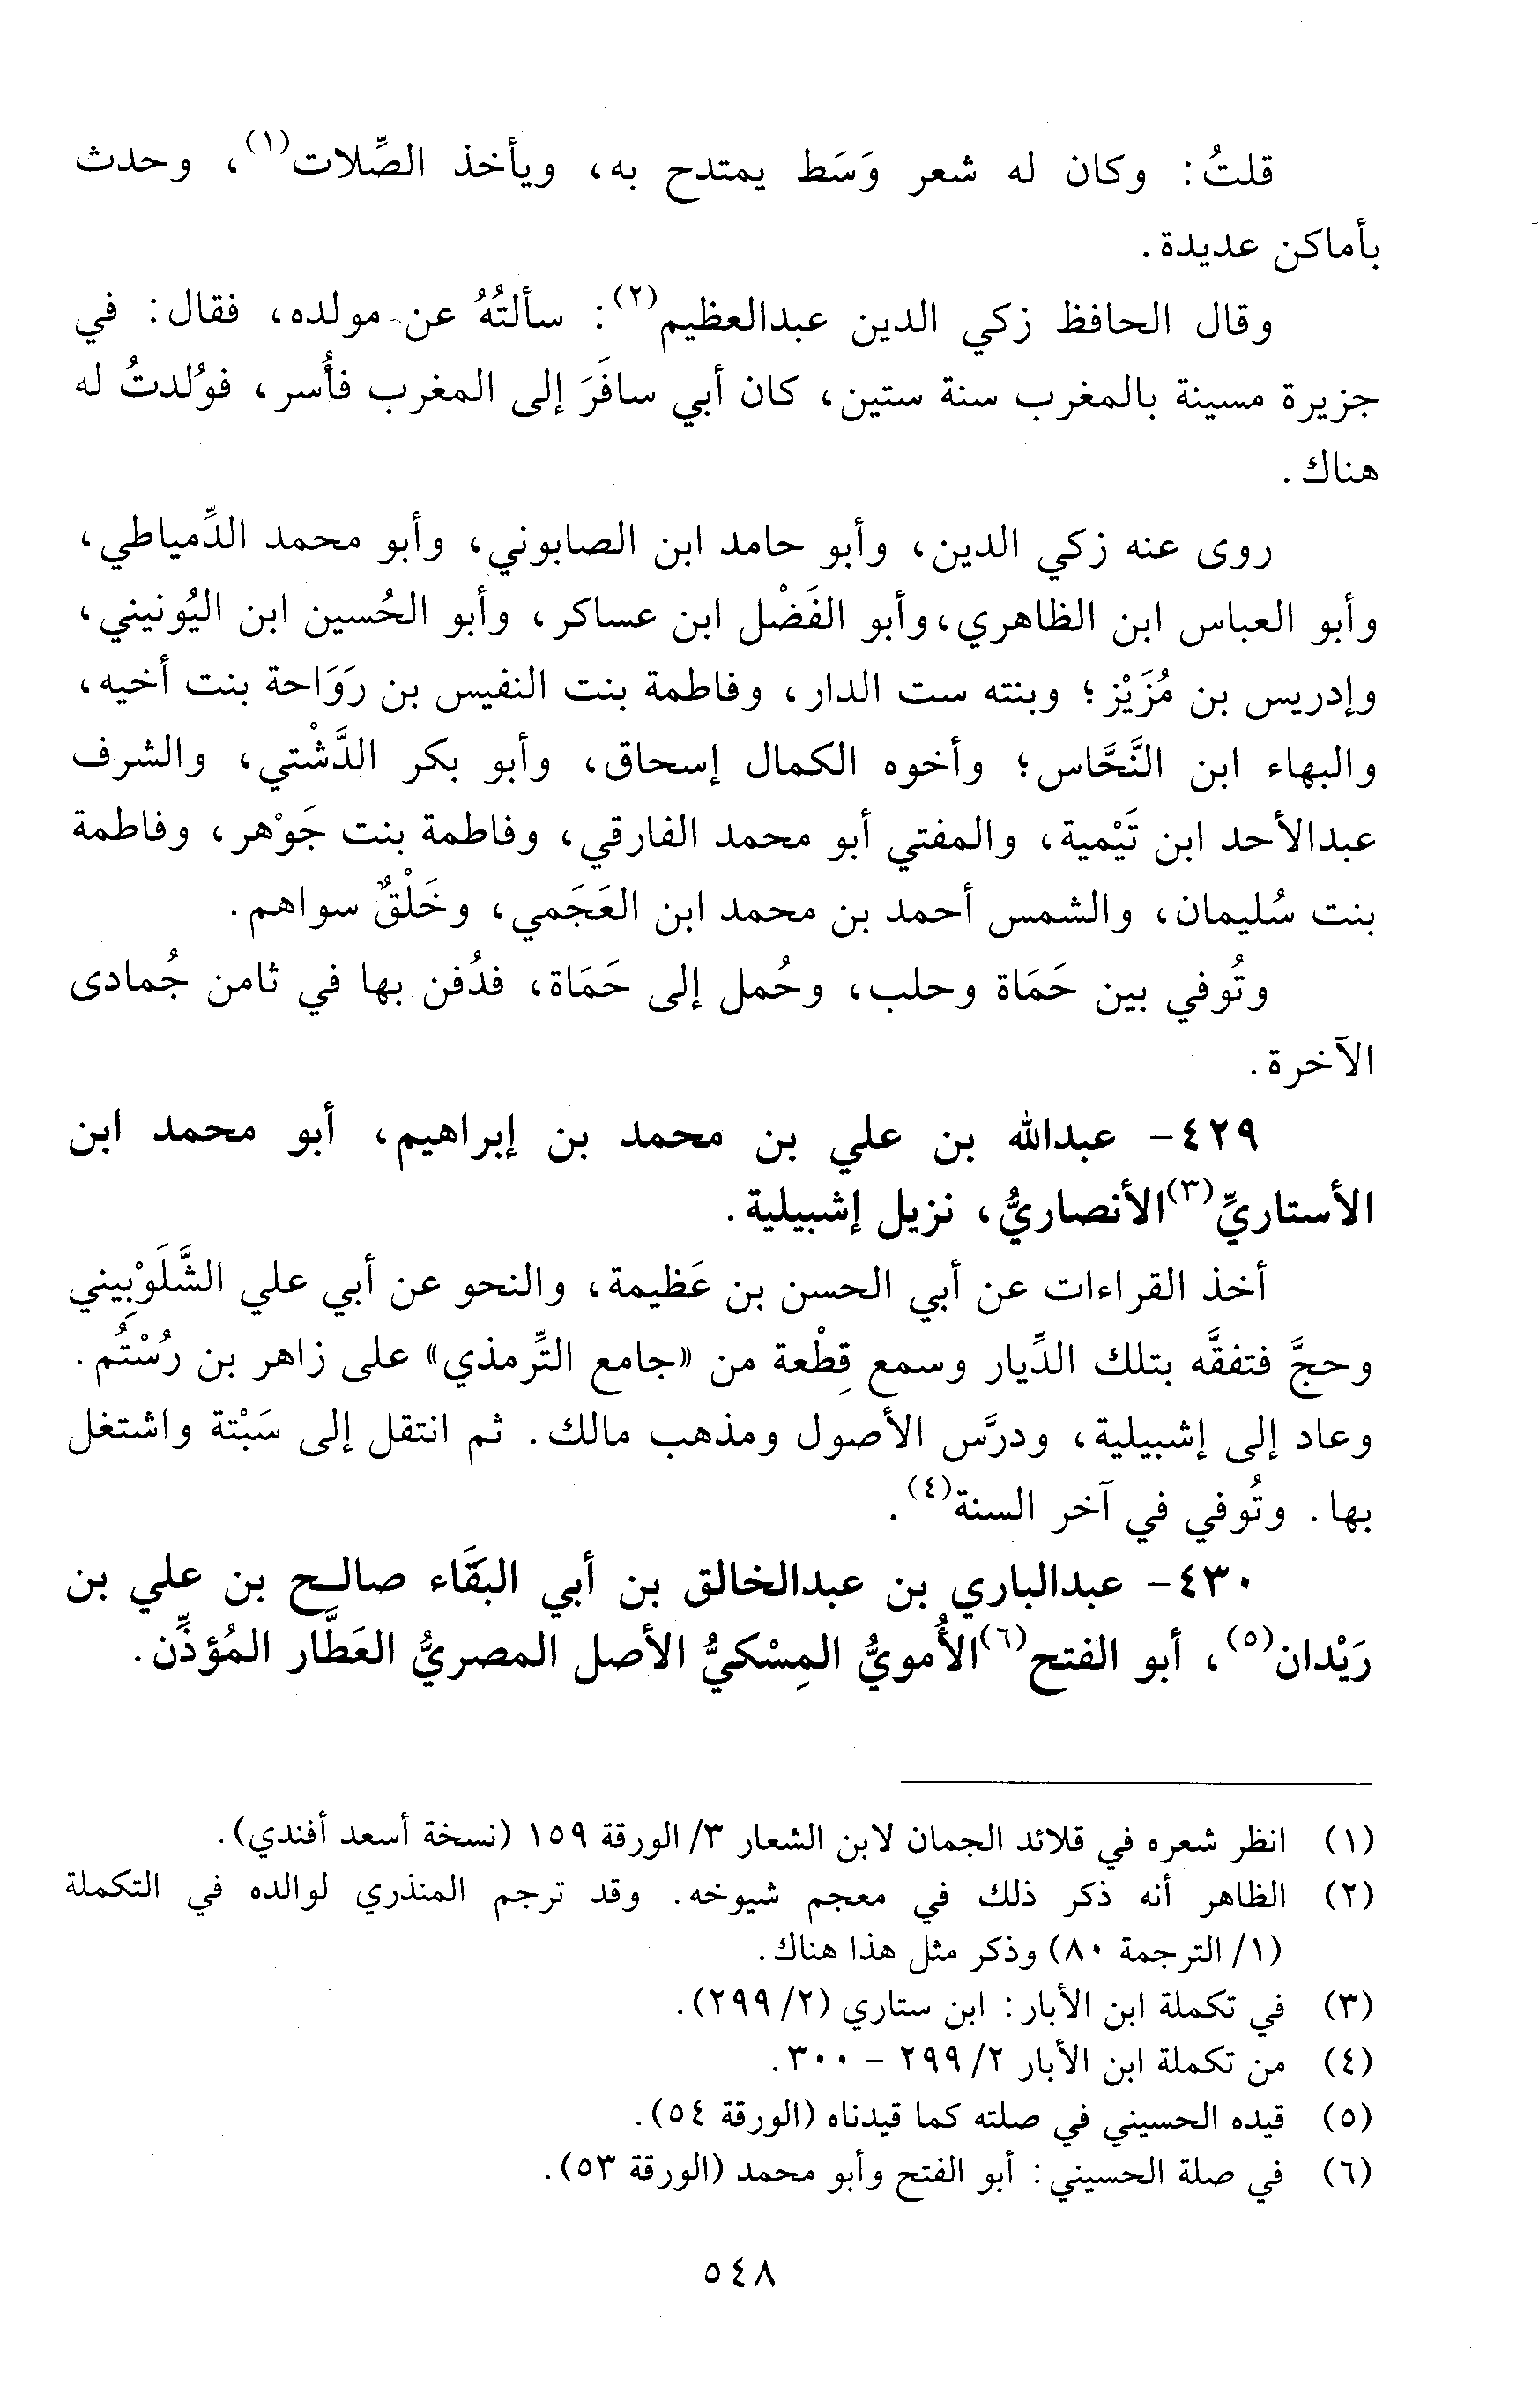 قلتُ: وكان له شعر وَسَط يمتدح به، ويأخذ الصِّلات(١)، وحدث
بأماكن عديدة.
وقال الحافظ زكي الدين عبدالعظيم(٢): سألتُهُ عن مولده، فقال: في
جزيرة مسينة بالمغرب سنة ستين، كان أبي سافَرَ إلى المغرب فأُسر، فوُلدتُ له
هناك.
روى عنه زكي الدين، وأبو حامد ابن الصابوني، وأبو محمد الدِّمياطي،
وأبو العباس ابن الظاهري، وأبو الفَضْل ابن عساكر، وأبو الحُسين ابن اليُونيني،
وإدريس بن مُزَيْز؛ وبنته ست الدار، وفاطمة بنت النفيس بن رَوَاحة بنت أخيه،
والبهاء ابن النَّحَّاس؛ وأخوه الكمال إسحاق، وأبو بكر الدَّشْتي، والشرف
عبدالأحد ابن تَيْمية، والمفتي أبو محمد الفارقي، وفاطمة بنت جَوْهر، وفاطمة
بنت سُليمان، والشمس أحمد بن محمد ابن العَجَمي، وخَلْقٌ سواهم.
وتُوفي بين حَمَاة وحلب، وحُمل إلى حَمَاة، فدُفن بها في ثامن جُمادى
الآخرة.
٤٢٩- عبدالله بن علي بن محمد بن إبراهيم، أبو محمد ابن
الأستاريِّ(٣) الأنصاريُّ، نزيل إشبيلية.
أخذ القراءات عن أبي الحسن بن عَظيمة، والنحو عن أبي علي الشَّلَوْبِيني
وحجَّ فتفقَّه بتلك الدِّيار وسمع قِطْعة من «جامع التِّرمذي» على زاهر بن رُسْتُم.
وعاد إلى إشبيلية، ودرَّس الأصول ومذهب مالك. ثم انتقل إلى سَبْتة واشتغل
بها. وتُوفي في آخر السنة(٤).
٤٣٠- عبدالباري بن عبدالخالق بن أبي البقَاء صالح بن علي بن
رَيْدان(٥)، أبو الفتح(٦) الأُمويُّ المِسْكيُّ الأصل المصريُّ العَطَّار المُؤذِّن.
(١) انظر شعره في قلائد الجمان لابن الشعار ٣/ الورقة ١٥٩ (نسخة أسعد أفندي).
(٢) الظاهر أنه ذكر ذلك في معجم شيوخه. وقد ترجم المنذري لوالده في التكملة
(١/ الترجمة ٨٠) وذكر مثل هذا هناك.
(٣) في تكملة ابن الأبار: ابن ستاري (٢/ ٢٩٩).
(٤) من تكملة ابن الأبار ٢/ ٢٩٩ - ٣٠٠.
(٥) قيده الحسيني في صلته كما قيدناه (الورقة ٥٤).
(٦) في صلة الحسيني: أبو الفتح وأبو محمد (الورقة ٥٣).
٥٤٨